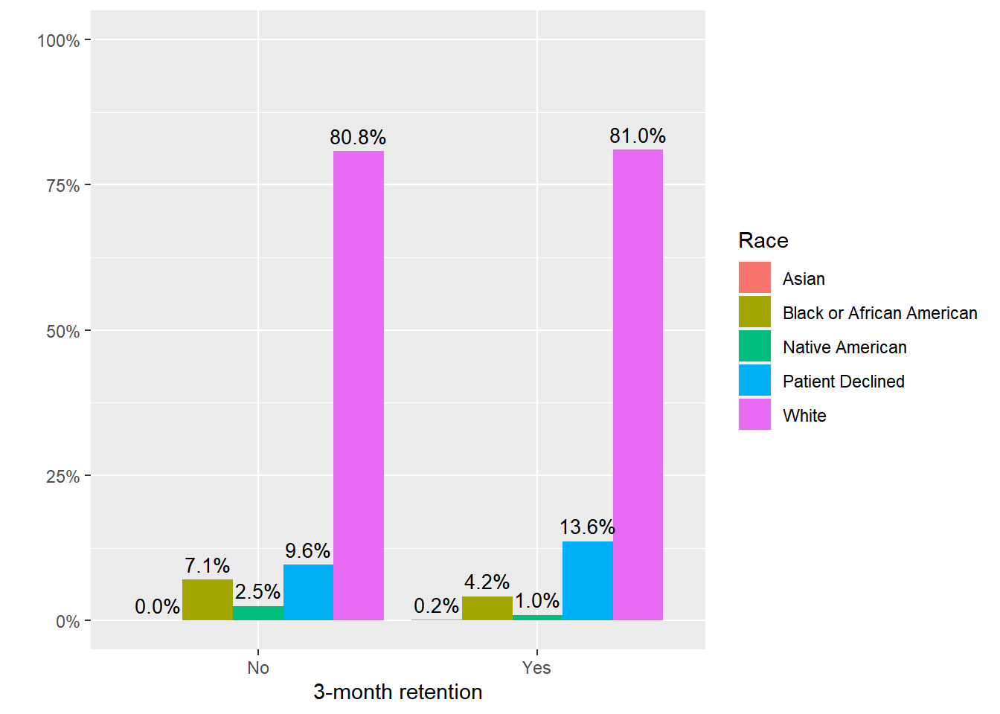 100%
75%
50%
25%
0%
80.8%
81.0%
13.6%
9.6%
7.1%
4.2%
2.5%
1.0%
0.2%
0.0%
No
Yes
3-month retention
Race
Asian
Black or African American
Native American
Patient Declined
White